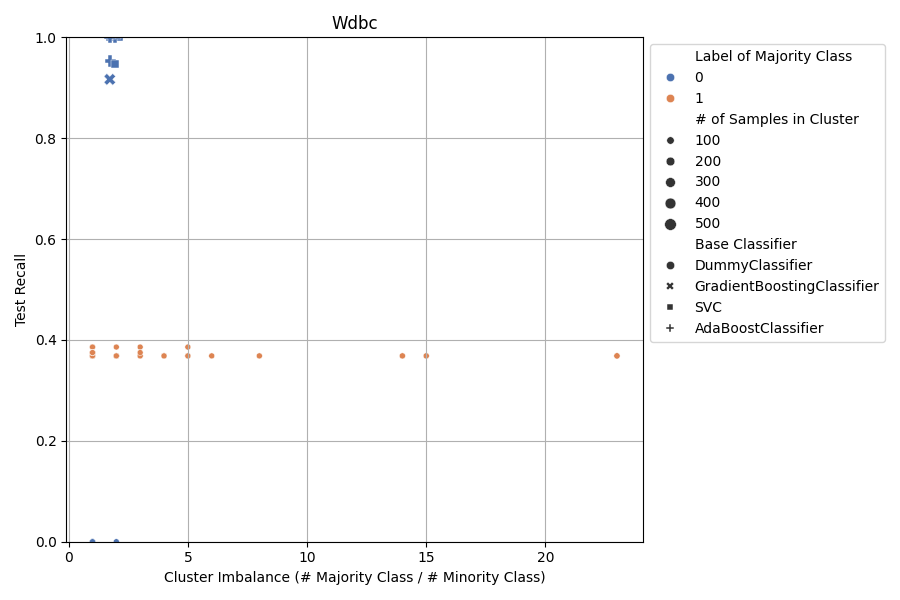 Wdbc
1.0
0.8
0.6
0.4
0.2
0.0
Test Recall
0
5
10
15
20
Cluster Imbalance (# Majority Class / # Minority Class)
Label of Majority Class
0
1
# of Samples in Cluster
100
200
300
400
500
Base Classifier
DummyClassifier
GradientBoostingClassifier
SVC
AdaBoostClassifier